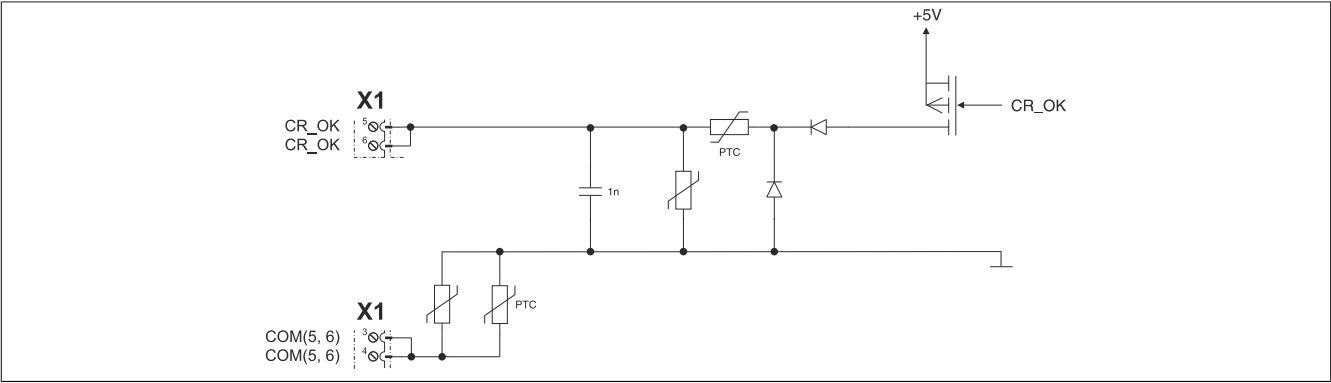 +5V
X1
CR_OK
5
CR_OK
6
CR_OK
PTC
1n
PTC
X1
COM(5, 6)
3
COM(5, 6)
4